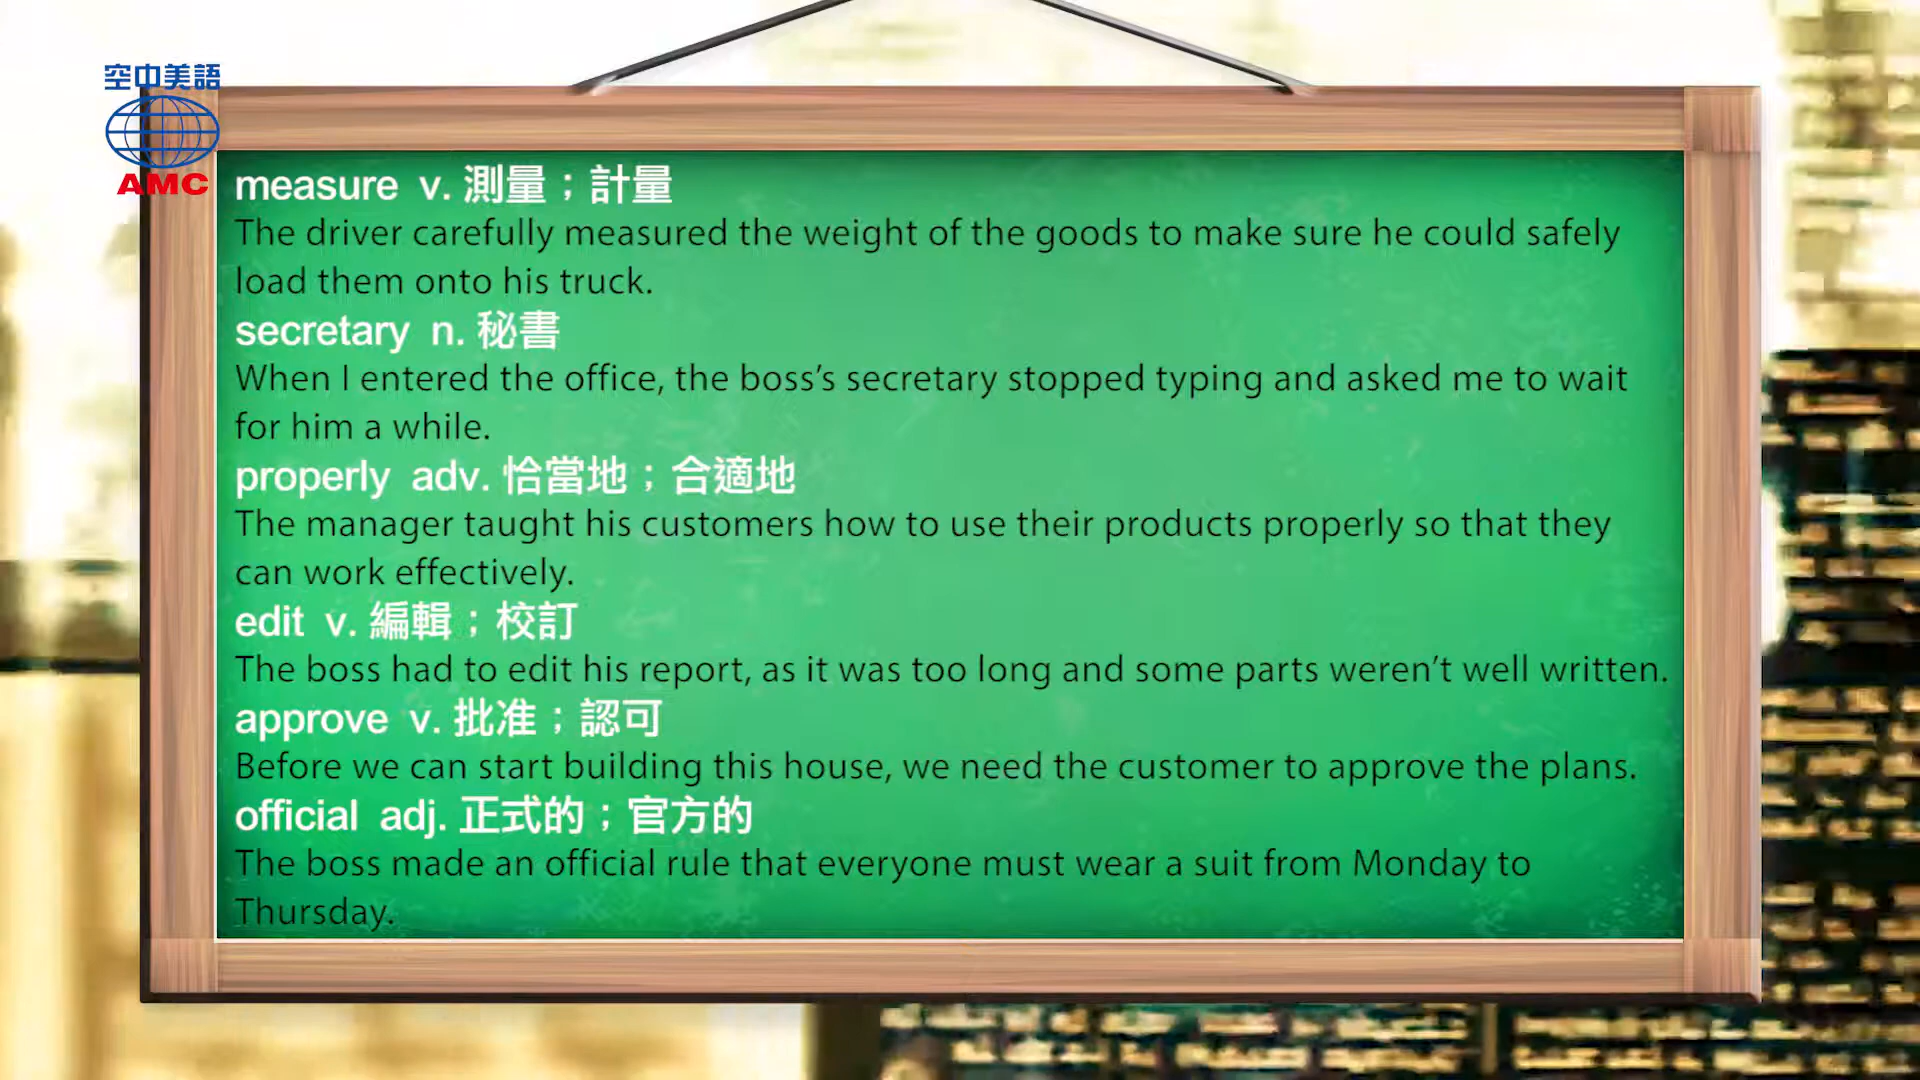 空中美語
AMC
measure v. 測量；計量
The driver carefully measured the weight of the goods to make sure he could safely
load them onto his truck.
secretary n. 秘書
When I entered the office, the boss’s secretary stopped typing and asked me to wait
for him a while.
properly adv. 恰當地；合適地
The manager taught his customers how to use their products properly so that they
can work effectively.
edit v. 編輯；校訂
The boss had to edit his report, as it was too long and some parts weren’t well written.
approve v. 批准；認可
Before we can start building this house, we need the customer to approve the plans.
official adj. 正式的；官方的
The boss made an official rule that everyone must wear a suit from Monday to
Thursday.